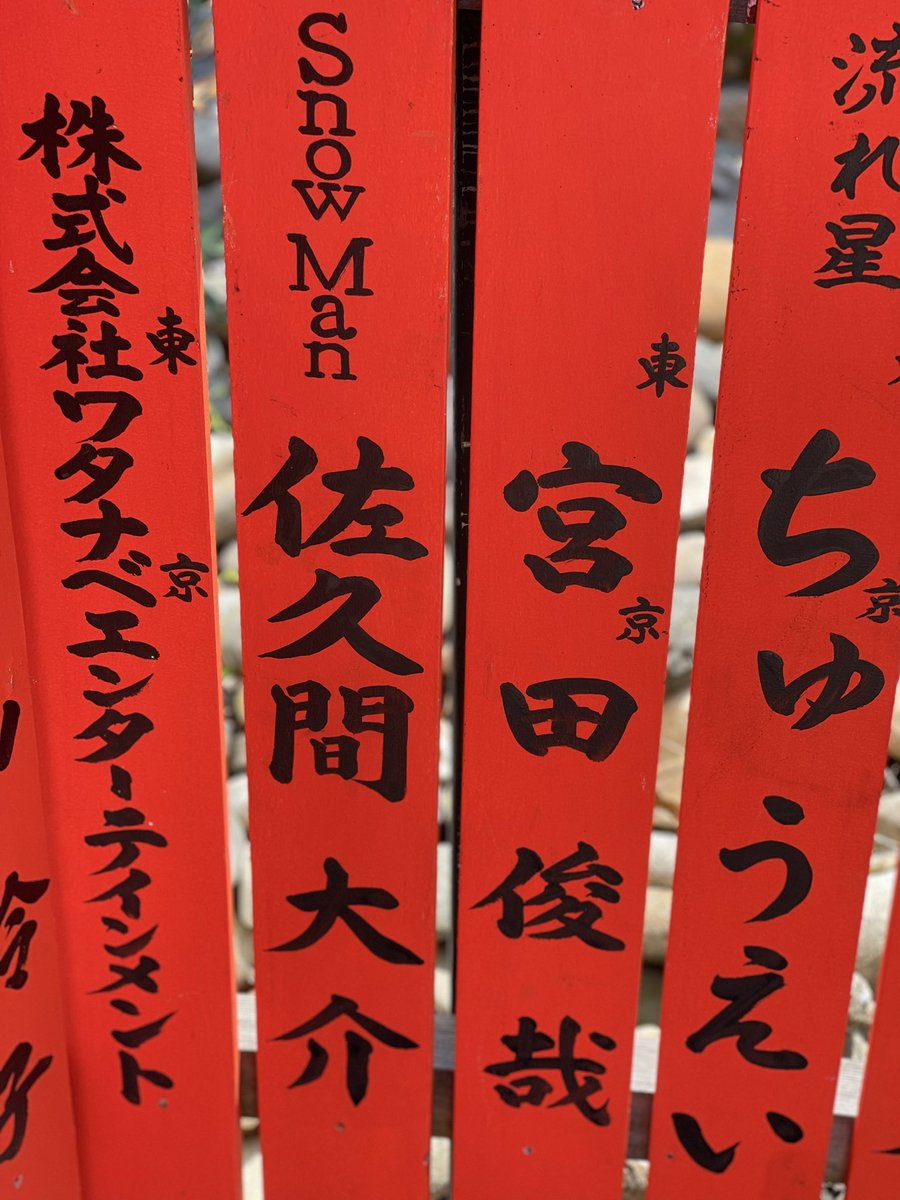 流れ星
京
ちゅうえい
東京
宮田俊哉
Snow Man
佐久間大介
東京
株式会社ワタナベエンターテインメント